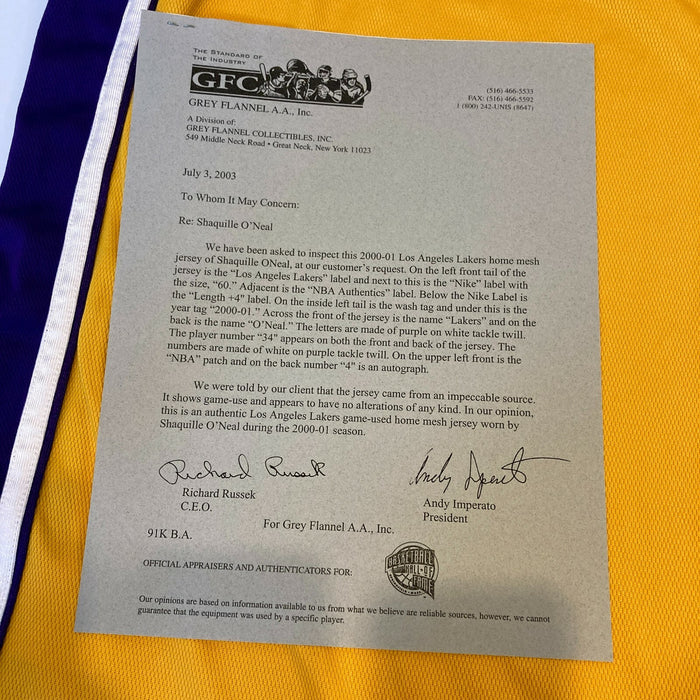 THE STANDARD OF
THE INDUSTRY
GFC
GREY FLANNEL A.A., Inc.
(516) 466-5533
FAX: (516) 466-5592
1 (800) 242-UNIS (8647)
A Division of:
GREY FLANNEL COLLECTIBLES, INC.
549 Middle Neck Road • Great Neck, New York 11023
July 3, 2003
To Whom It May Concern:
Re: Shaquille O'Neal
We have been asked to inspect this 2000-01 Los Angeles Lakers home mesh
jersey of Shaquille ONeal, at our customer's request. On the left front tail of the
jersey is the "Los Angeles Lakers" label and next to this is the "Nike" label with
the size, "60." Adjacent is the "NBA Authentics" label. Below the Nike Label is
the "Length +4" label. On the inside left tail is the wash tag and under this is the
year tag "2000-01." Across the front of the jersey is the name "Lakers" and on the
back is the name "O'Neal." The letters are made of purple on white tackle twill.
The player number "34" appears on both the front and back of the jersey. The
numbers are made of white on purple tackle twill. On the upper left front is the
"NBA" patch and on the back number "4" is an autograph.
We were told by our client that the jersey came from an impeccable source.
It shows game-use and appears to have no alterations of any kind. In our opinion,
this is an authentic Los Angeles Lakers game-used home mesh jersey worn by
Shaquille O'Neal during the 2000-01 season.
Richard Russek
Andy Imperato
Richard Russek
C.E.O.
Andy Imperato
President
For Grey Flannel A.A., Inc.
91K B.A.
OFFICIAL APPRAISERS AND AUTHENTICATORS FOR:
BASKETBALL
HALL-OF
FAME
Our opinions are based on information available to us from what we believe are reliable sources, however, we cannot
guarantee that the equipment was used by a specific player.